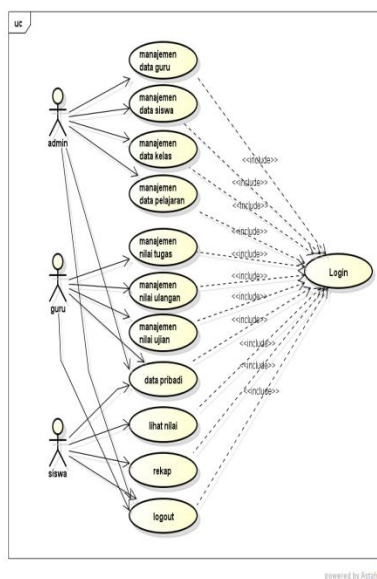 uc
manajemen
data guru
manajemen
data siswa
admin
manajemen
data kelas
<<include>>
manajemen
data pelajaran
<<include>>
<<include>>
manajemen
nilai tugas
<<include>>
Login
guru
manajemen
nilai ulangan
<<include>>
manajemen
nilai ujian
<<include>>
<<include>>
data pribadi
<<include>>
<<include>>
lihat nilai
<<include>>
siswa
rekap
logout
powered by Astah